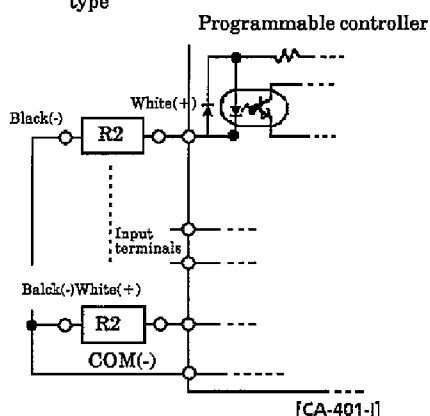 type
Programmable controller
White(+)
Black(-)
R2
Input
terminals
Balck(-)White(+)
R2
COM(-)
[CA-401-I]